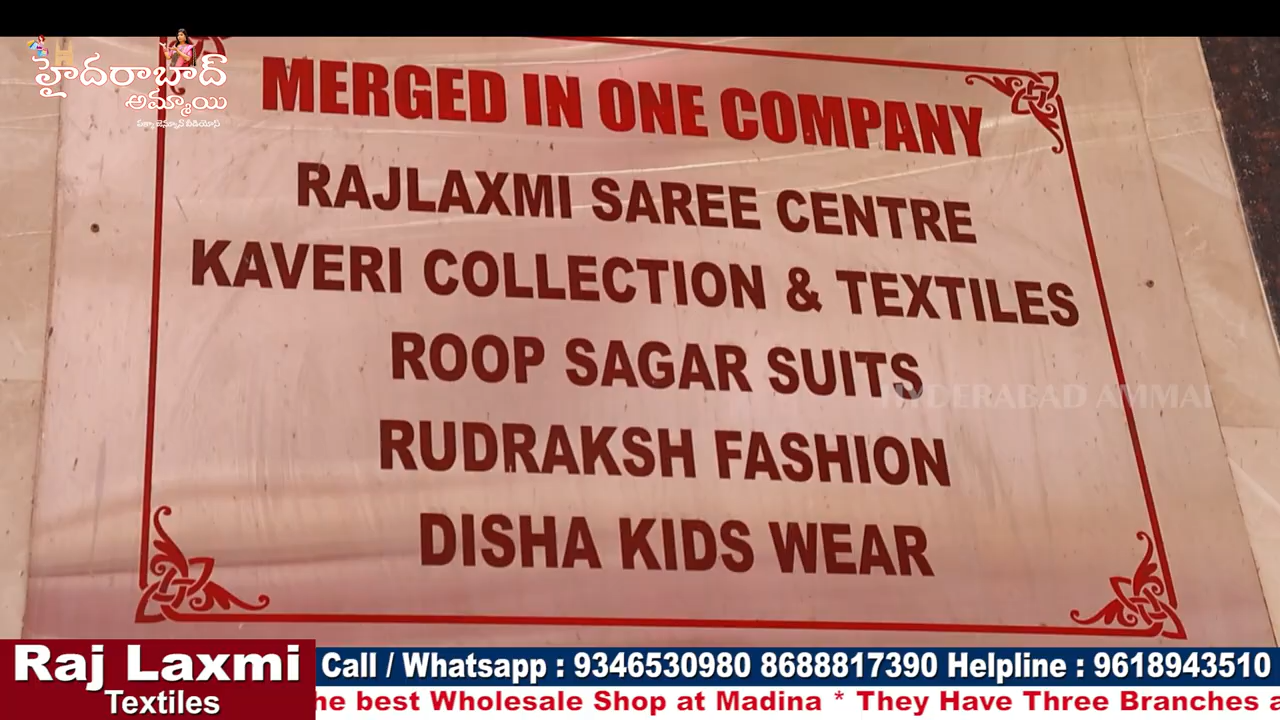 హైదరాబాద్
అమ్మాయి
పక్కా జెన్యూన్ వీడియోస్
MERGED IN ONE COMPANY
RAJLAXMI SAREE CENTRE
KAVERI COLLECTION & TEXTILES
ROOP SAGAR SUITS
HYDERABAD AMMAI
RUDRAKSH FASHION
DISHA KIDS WEAR
Raj Laxmi
Textiles
Call / Whatsapp : 9346530980 8688817390 Helpline : 9618943510
he best Wholesale Shop at Madina * They Have Three Branches a